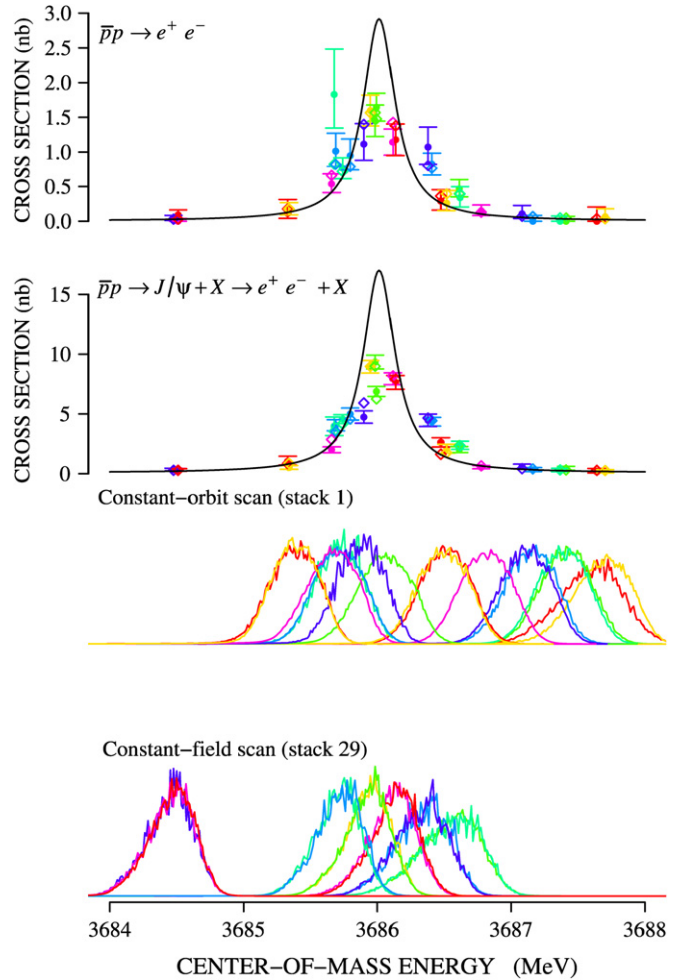 p̅p → e⁺ e⁻
CROSS SECTION (nb)
3.0
2.5
2.0
1.5
1.0
0.5
0.0
p̅p → J/ψ + X → e⁺ e⁻ + X
CROSS SECTION (nb)
15
10
5
0
Constant−orbit scan (stack 1)
Constant−field scan (stack 29)
3684 3685 3686 3687 3688
CENTER−OF−MASS ENERGY (MeV)